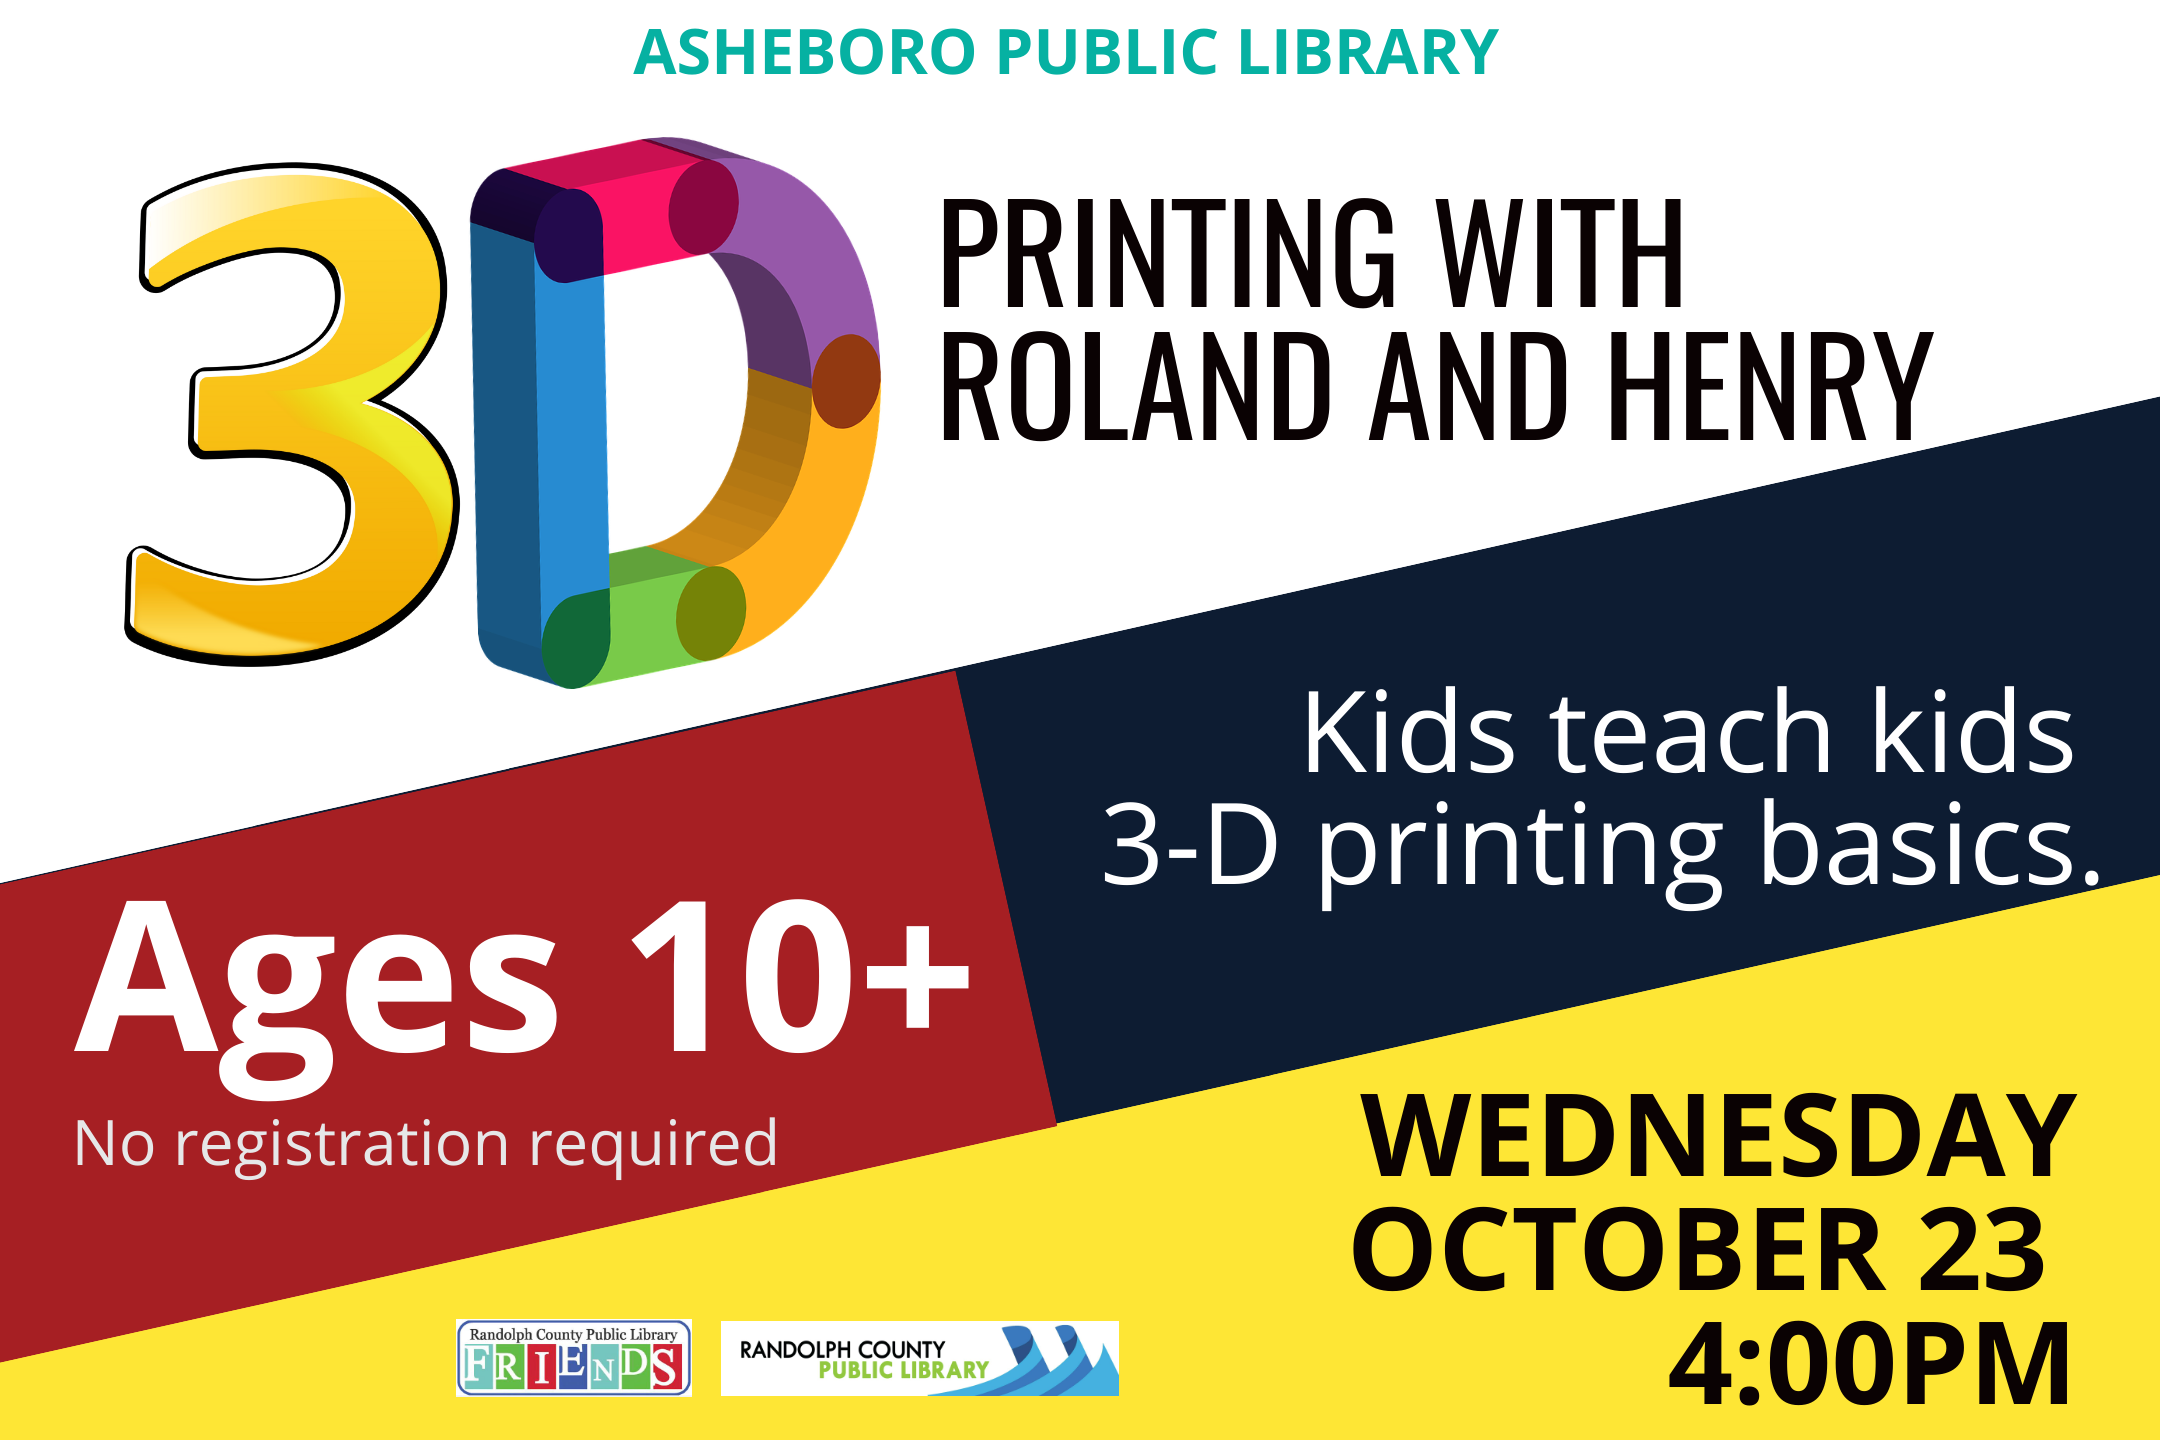 ASHEBORO PUBLIC LIBRARY
3D
PRINTING WITH
ROLAND AND HENRY
Kids teach kids
3-D printing basics.
Ages 10+
No registration required
WEDNESDAY
OCTOBER 23
4:00PM
Randolph County Public Library
FRIENDS
RANDOLPH COUNTY
PUBLIC LIBRARY